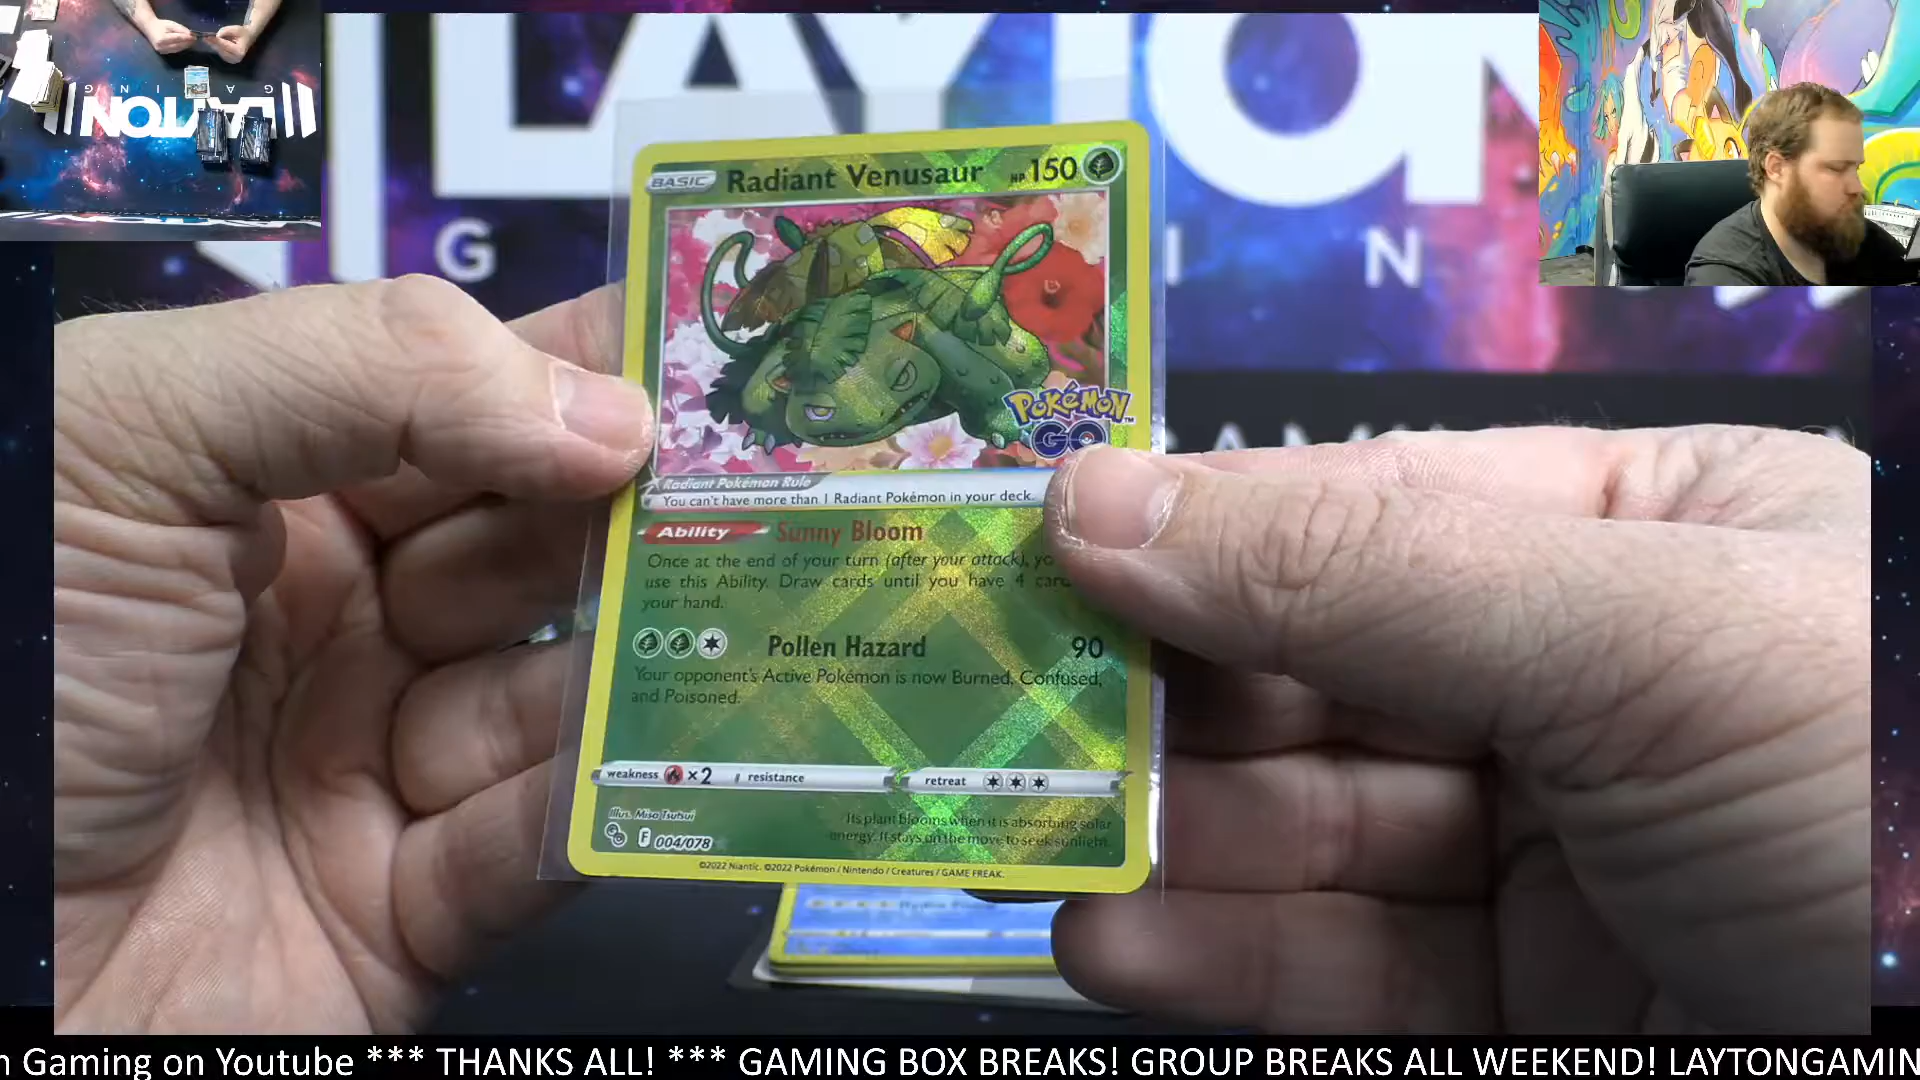 LAYTON
G
I N
GAMIN
LAYTON
BASIC Radiant Venusaur HP 150
Pokémon
GO
Radiant Pokémon Rule
You can't have more than 1 Radiant Pokémon in your deck.
Ability Sunny Bloom
Once at the end of your turn (after your attack), yo
use this Ability. Draw cards until you have 4 card
your hand.
Pollen Hazard 90
Your opponent's Active Pokémon is now Burned, Confused,
and Poisoned.
weakness ×2 resistance retreat
Illus. Misa Tsutsui
F 004/078
Its plant blooms when it is absorbing solar
energy. It stays on the move to seek sunlight.
©2022 Niantic. ©2022 Pokémon / Nintendo / Creatures / GAME FREAK.
n Gaming on Youtube *** THANKS ALL! *** GAMING BOX BREAKS! GROUP BREAKS ALL WEEKEND! LAYTONGAMIN